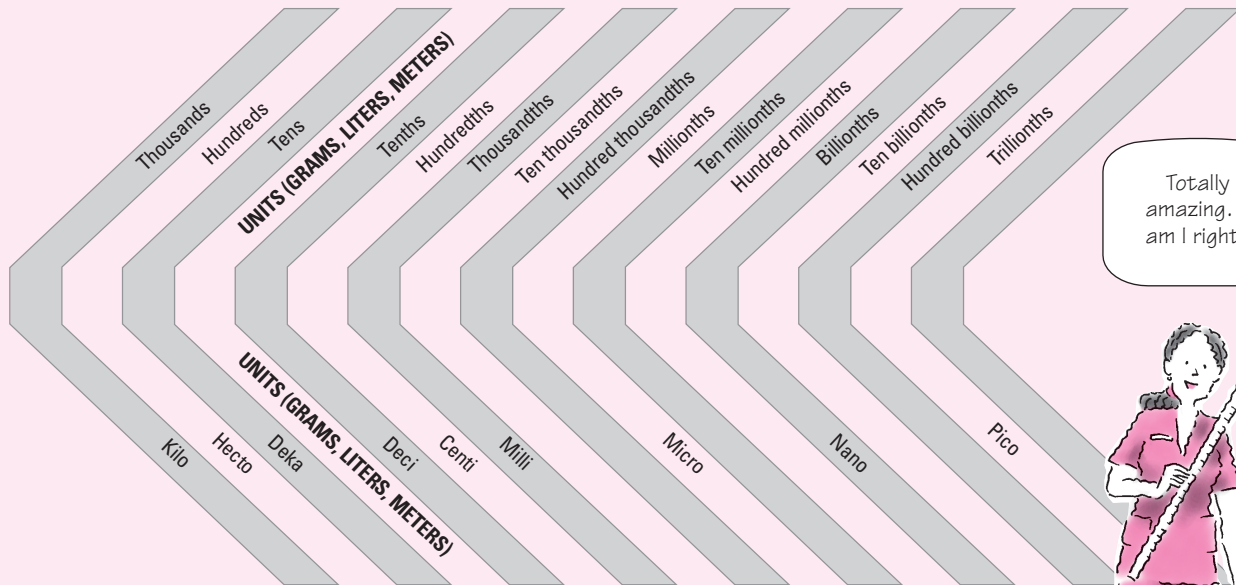 Thousands
Hundreds
Tens
UNITS (GRAMS, LITERS, METERS)
Tenths
Hundredths
Thousandths
Ten thousandths
Hundred thousandths
Millionths
Ten millionths
Hundred millionths
Billionths
Ten billionths
Hundred billionths
Trillionths
Totally
amazing.
am I right
Kilo
Hecto
Deka
UNITS (GRAMS, LITERS, METERS)
Deci
Centi
Milli
Micro
Nano
Pico